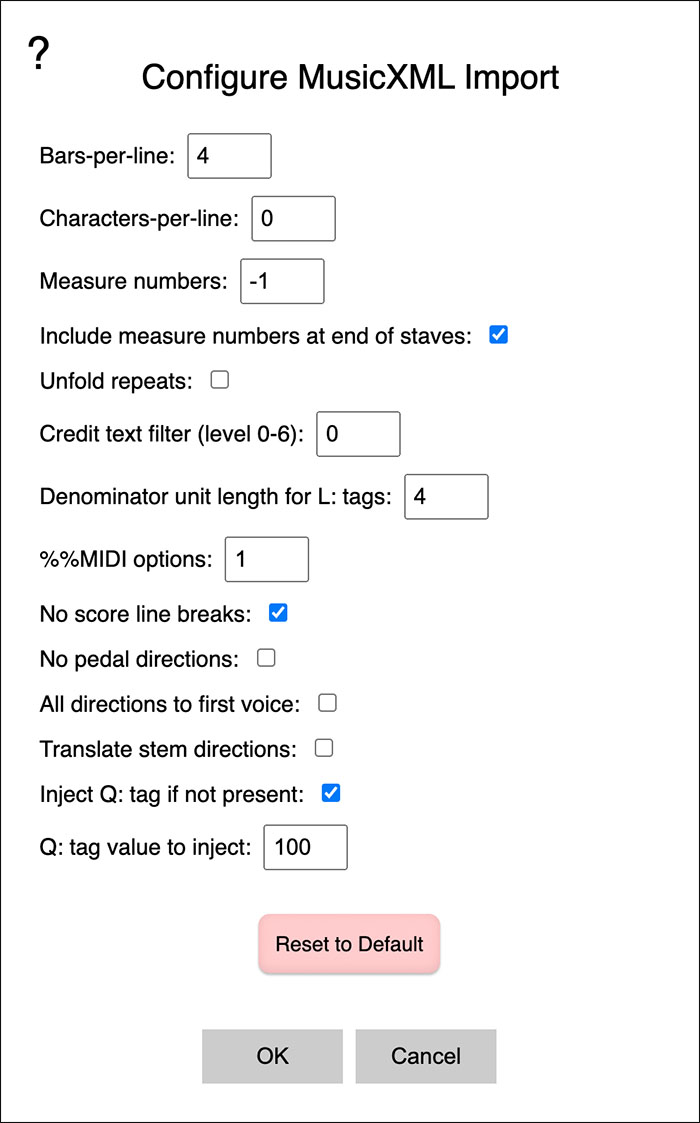 ?
Configure MusicXML Import
Bars-per-line: 4
Characters-per-line: 0
Measure numbers: -1
Include measure numbers at end of staves:
Unfold repeats:
Credit text filter (level 0-6): 0
Denominator unit length for L: tags: 4
%%MIDI options: 1
No score line breaks:
No pedal directions:
All directions to first voice:
Translate stem directions:
Inject Q: tag if not present:
Q: tag value to inject: 100
Reset to Default
OK Cancel